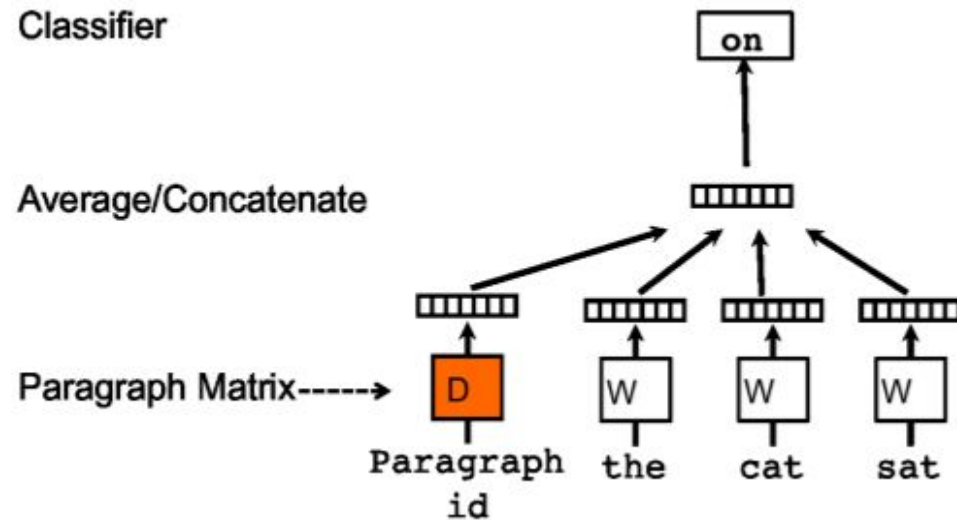 Classifier
on
Average/Concatenate
Paragraph Matrix----->
D
W
W
W
Paragraph
id
the
cat
sat